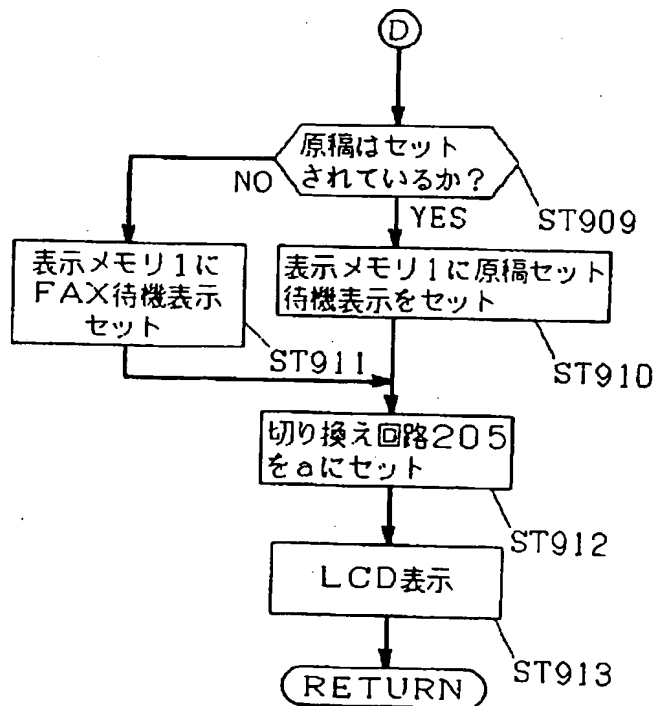 D
原稿はセット
されているか？
NO
YES
ST909
表示メモリ1に
FAX待機表示
セット
ST911
表示メモリ1に原稿セット
待機表示をセット
ST910
切り換え回路205
をaにセット
ST912
LCD表示
ST913
RETURN